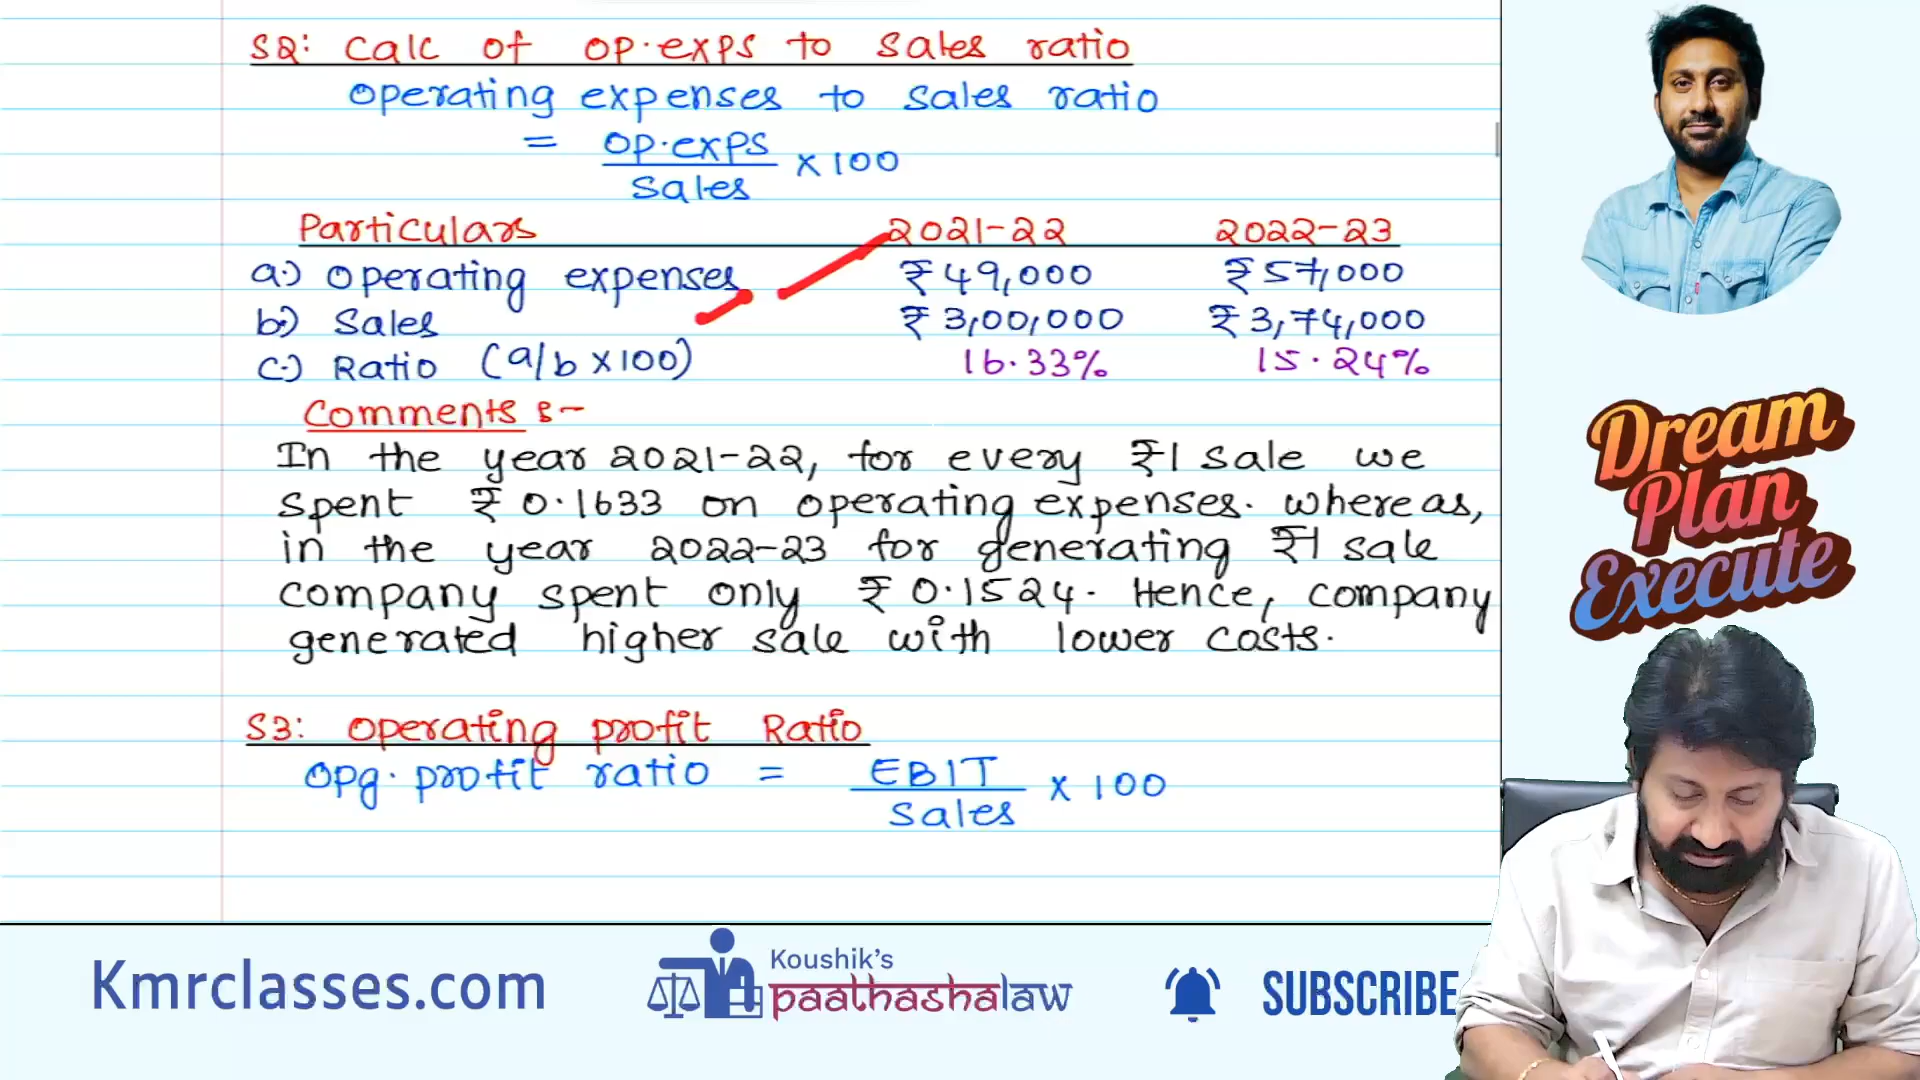 S2: Calc of op.exps to sales ratio
Operating expenses to sales ratio
= op.exps / Sales × 100
Particulars 2021-22 2022-23
a.) Operating expenses ₹49,000 ₹57,000
b.) Sales ₹3,00,000 ₹3,74,000
c.) Ratio (a/b × 100) 16.33% 15.24%
Comments :-
In the year 2021-22, for every ₹1 sale we
spent ₹0.1633 on operating expenses. Whereas,
in the year 2022-23 for generating ₹1 sale
company spent only ₹0.1524. Hence, company
generated higher sale with lower costs.
S3: Operating profit Ratio
Opg. profit ratio = EBIT / Sales × 100
Dream
Plan
Execute
Kmrclasses.com
Koushik's
paathashalaw
SUBSCRIBE